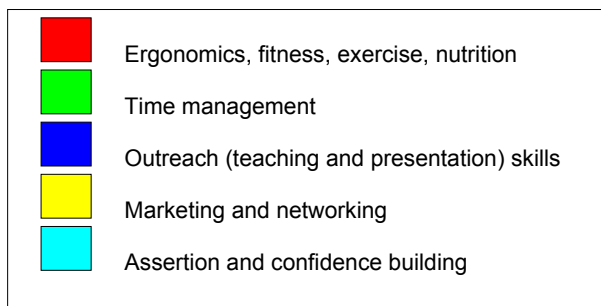 Ergonomics, fitness, exercise, nutrition
Time management
Outreach (teaching and presentation) skills
Marketing and networking
Assertion and confidence building